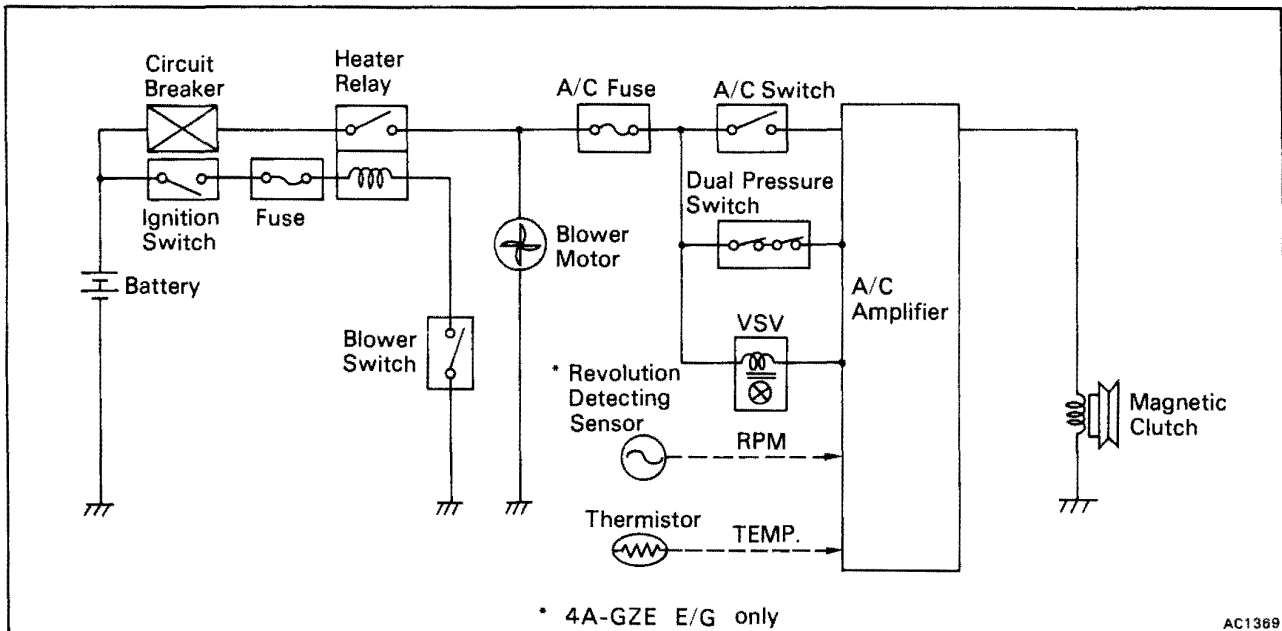 Circuit
Breaker
Heater
Relay
A/C Fuse
A/C Switch
Ignition
Switch
Fuse
Dual Pressure
Switch
Battery
Blower
Motor
A/C
Amplifier
Blower
Switch
VSV
* Revolution
Detecting
Sensor
RPM
Magnetic
Clutch
Thermistor
TEMP.
* 4A-GZE E/G only
AC1369